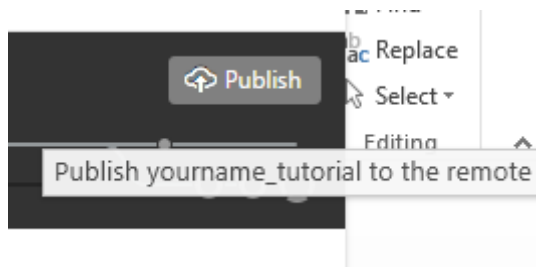 Publish
Replace
Select
Editing
Publish yourname_tutorial to the remote